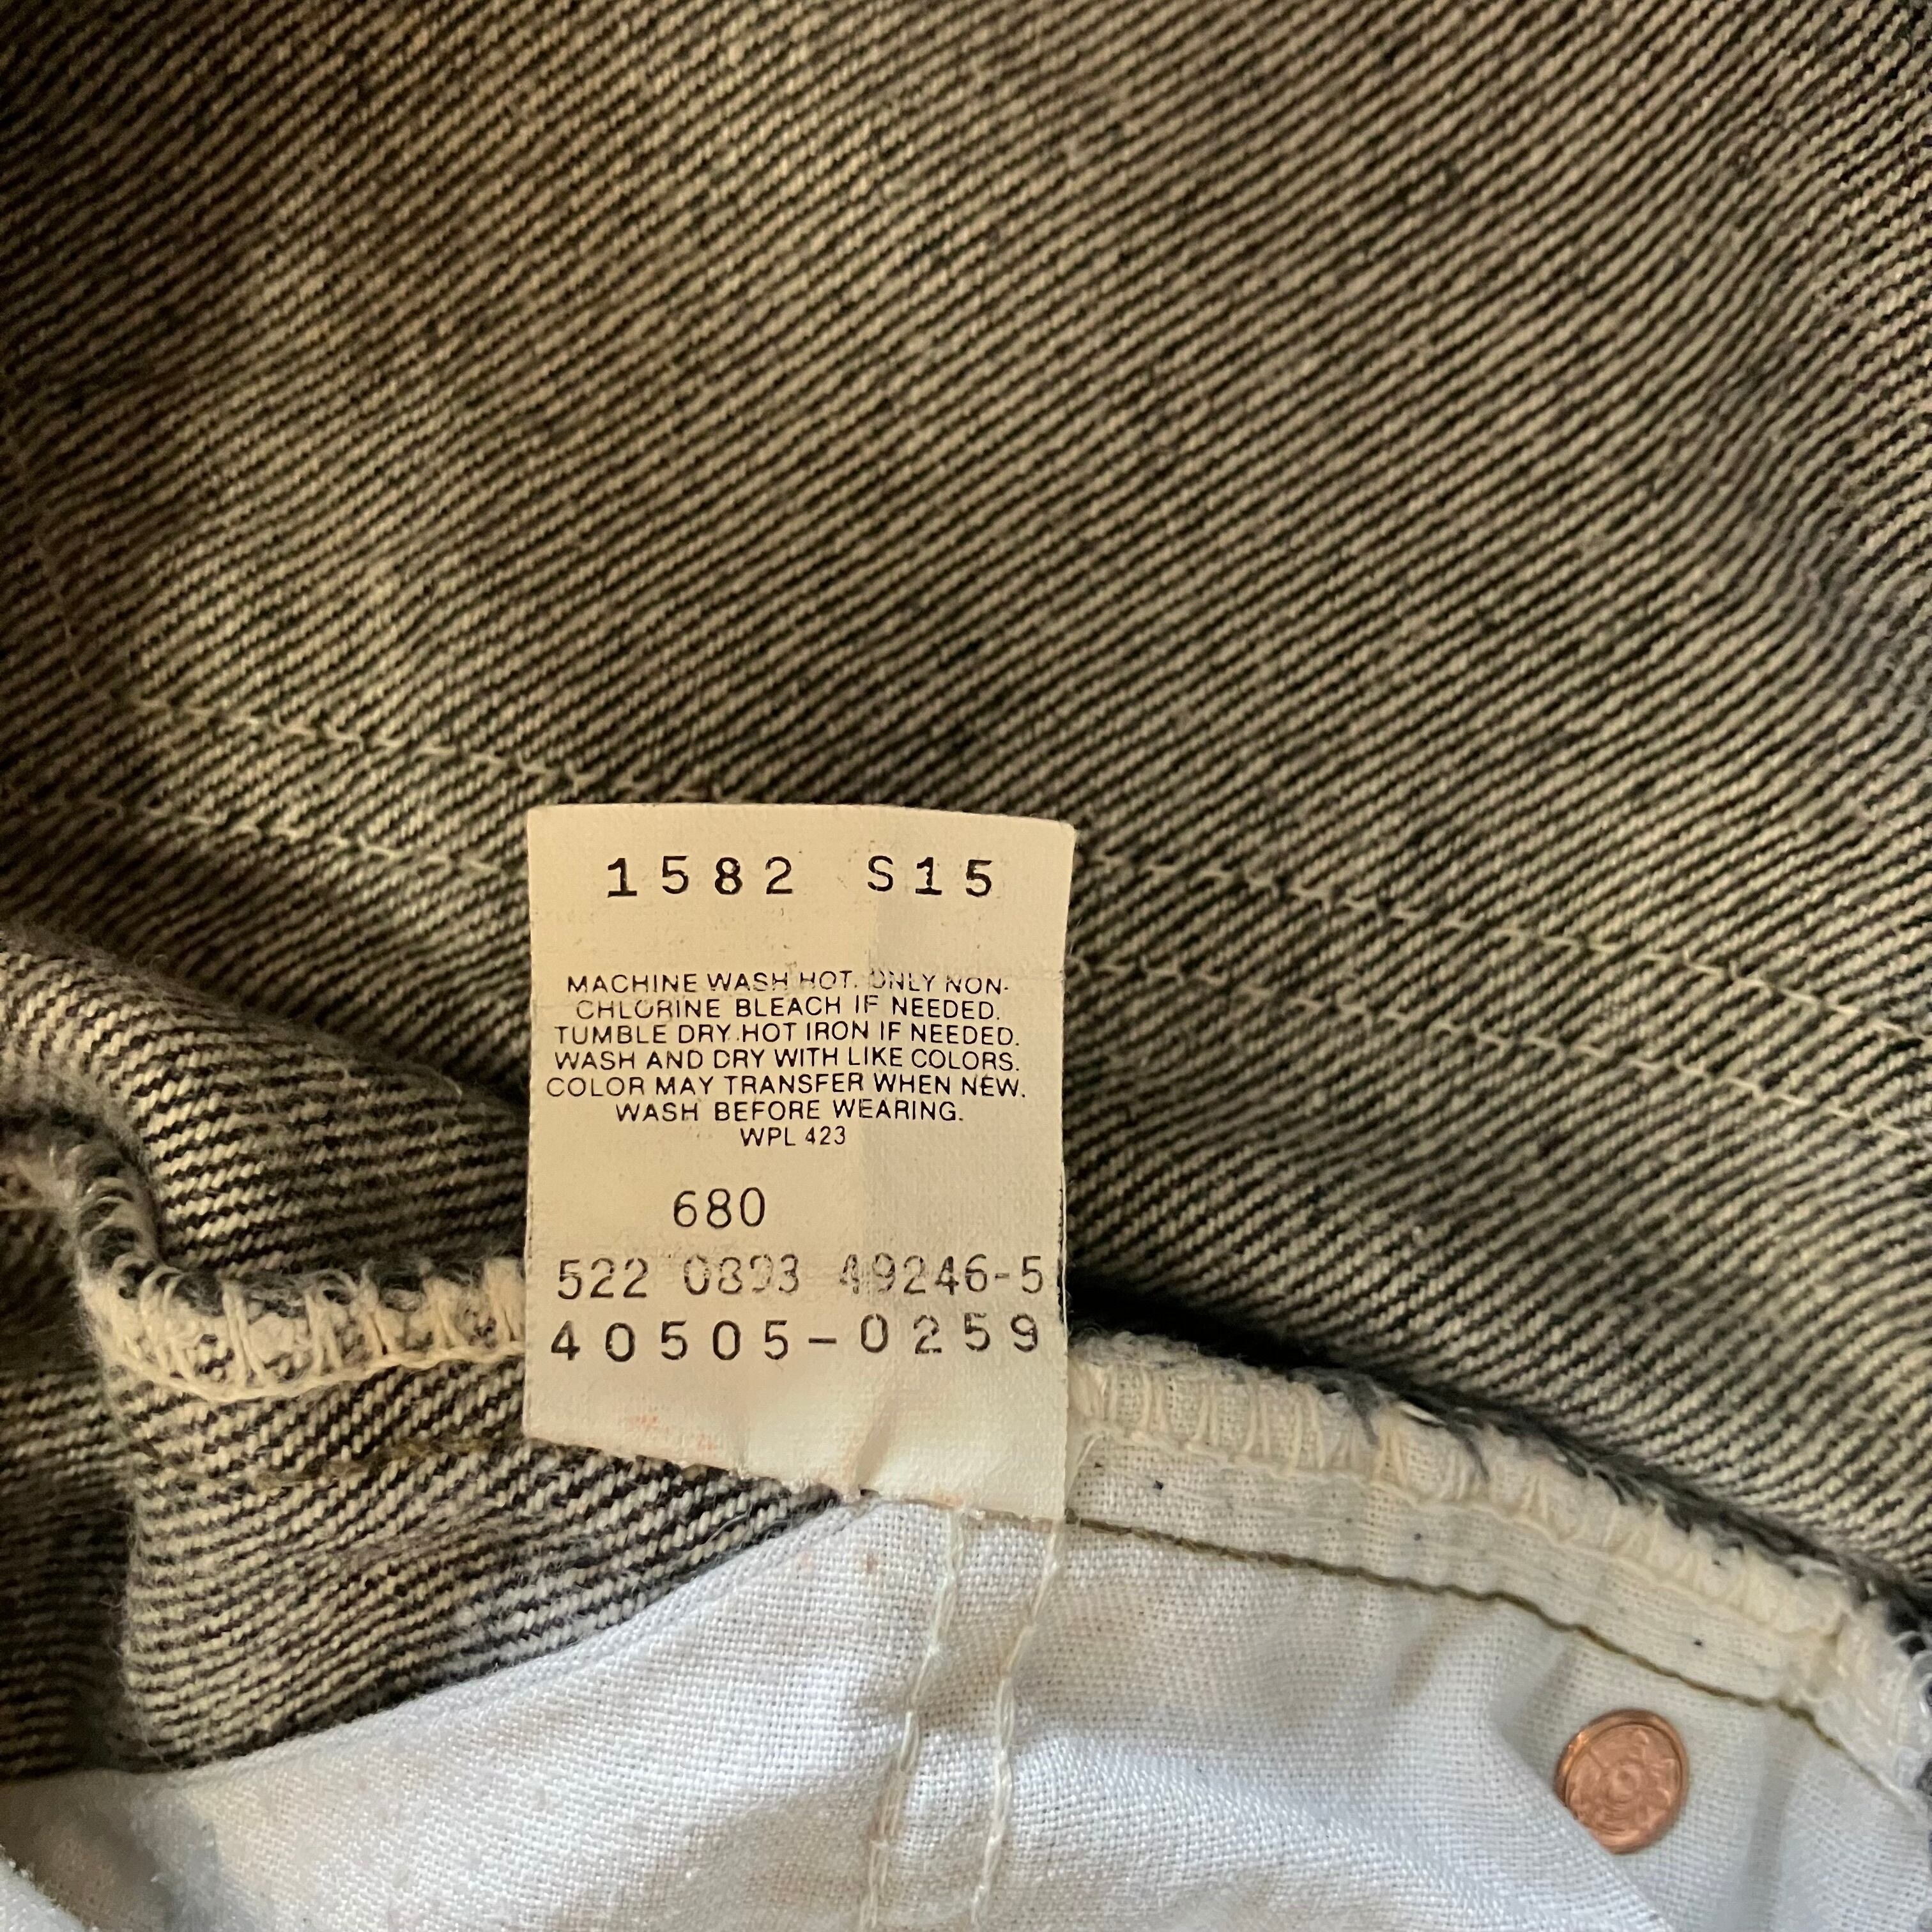 1582 S15
MACHINE WASH HOT. ONLY NON-
CHLORINE BLEACH IF NEEDED.
TUMBLE DRY. HOT IRON IF NEEDED.
WASH AND DRY WITH LIKE COLORS.
COLOR MAY TRANSFER WHEN NEW.
WASH BEFORE WEARING.
WPL 423
680
522 0893 49246-5
40505-0259